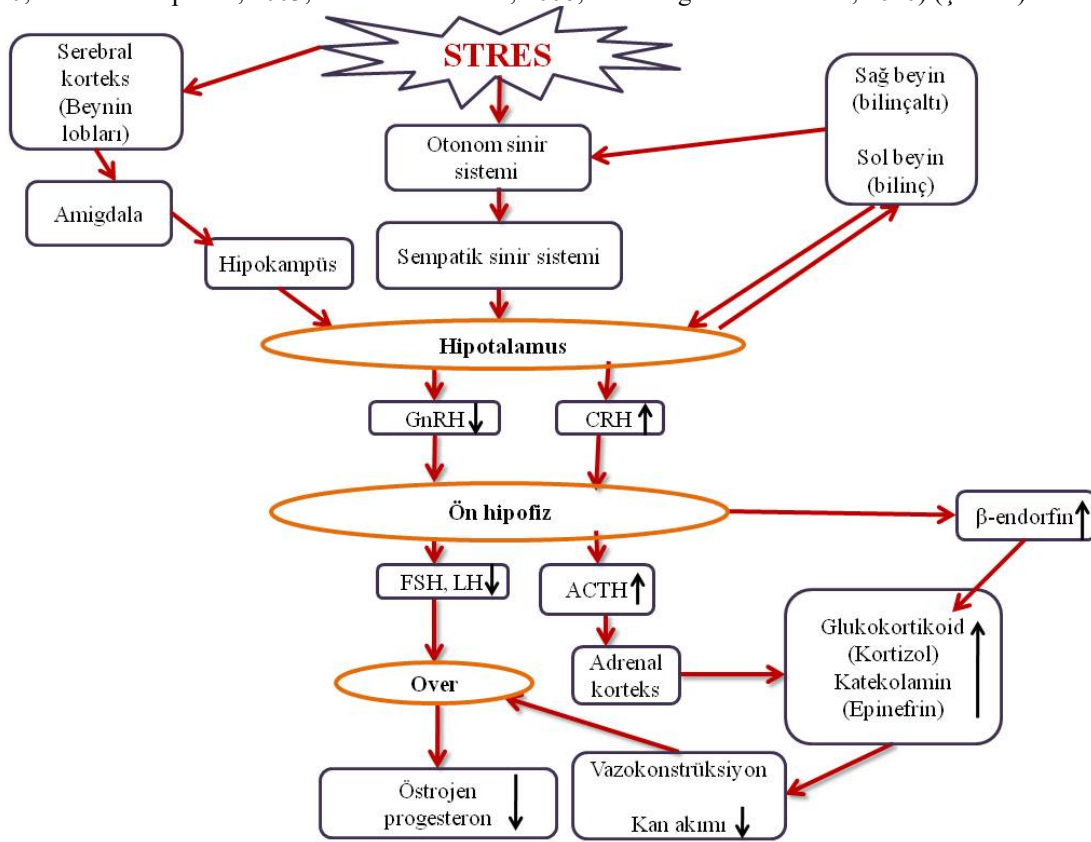 STRES
Serebral
korteks
(Beynin
lobları)
Sağ beyin
(bilinçaltı)
Sol beyin
(bilinç)
Otonom sinir
sistemi
Amigdala
Hipokampüs
Sempatik sinir sistemi
Hipotalamus
GnRH
CRH
Ön hipofiz
β-endorfin
FSH, LH
ACTH
Glukokortikoid
(Kortizol)
Katekolamin
(Epinefrin)
Adrenal
korteks
Over
Vazokonstrüksiyon
Kan akımı
Östrojen
progesteron